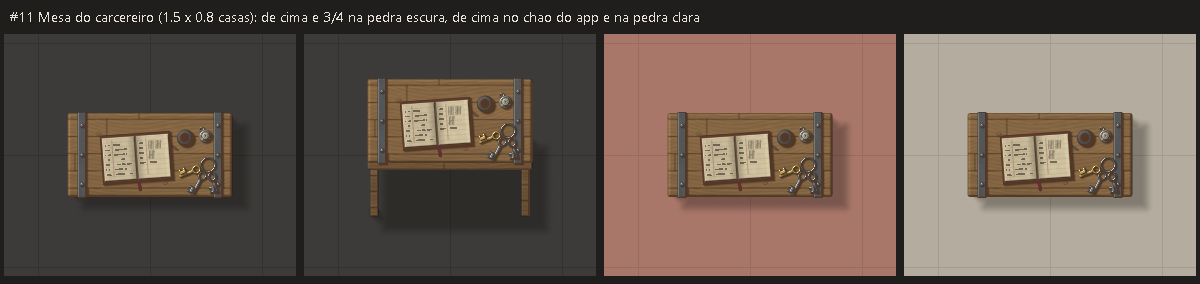 #11 Mesa do carcereiro (1.5 x 0.8 casas): de cima e 3/4 na pedra escura, de cima no chao do app e na pedra clara